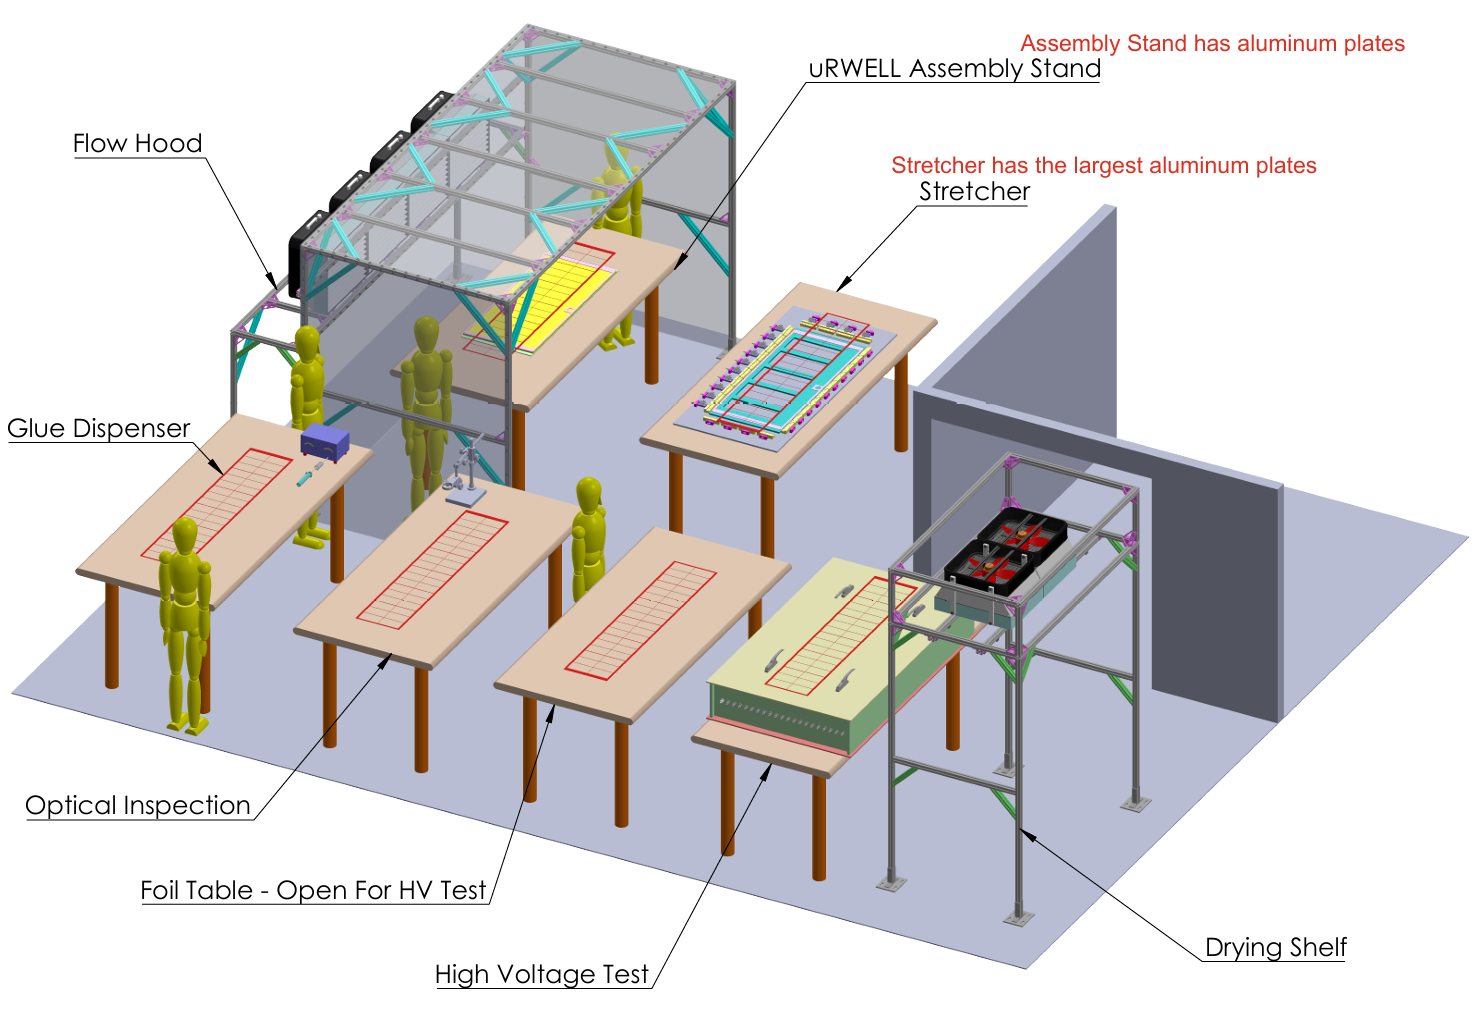 Assembly Stand has aluminum plates
uRWELL Assembly Stand
Flow Hood
Stretcher has the largest aluminum plates
Stretcher
Glue Dispenser
Optical Inspection
Foil Table - Open For HV Test
High Voltage Test
Drying Shelf